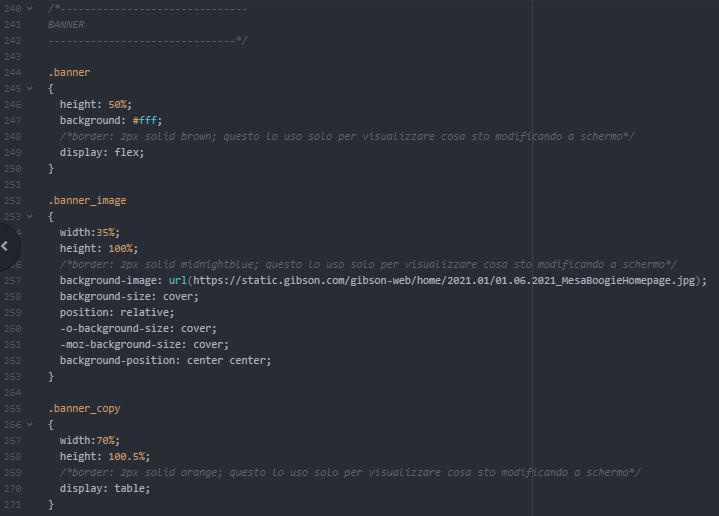 240 /*------------------------------
241 BANNER
242 ------------------------------*/
243
244 .banner
245 {
246 height: 50%;
247 background: #fff;
248 /*border: 2px solid brown; questo lo uso solo per visualizzare cosa sto modificando a schermo*/
249 display: flex;
250 }
251
252 .banner_image
253 {
width:35%;
height: 100%;
/*border: 2px solid midnightblue; questo lo uso solo per visualizzare cosa sto modificando a schermo*/
257 background-image: url(https://static.gibson.com/gibson-web/home/2021.01/01.06.2021_MesaBoogieHomepage.jpg);
258 background-size: cover;
259 position: relative;
260 -o-background-size: cover;
261 -moz-background-size: cover;
262 background-position: center center;
263 }
264
265 .banner_copy
266 {
267 width:70%;
268 height: 100.5%;
269 /*border: 2px solid orange; questo lo uso solo per visualizzare cosa sto modificando a schermo*/
270 display: table;
271 }